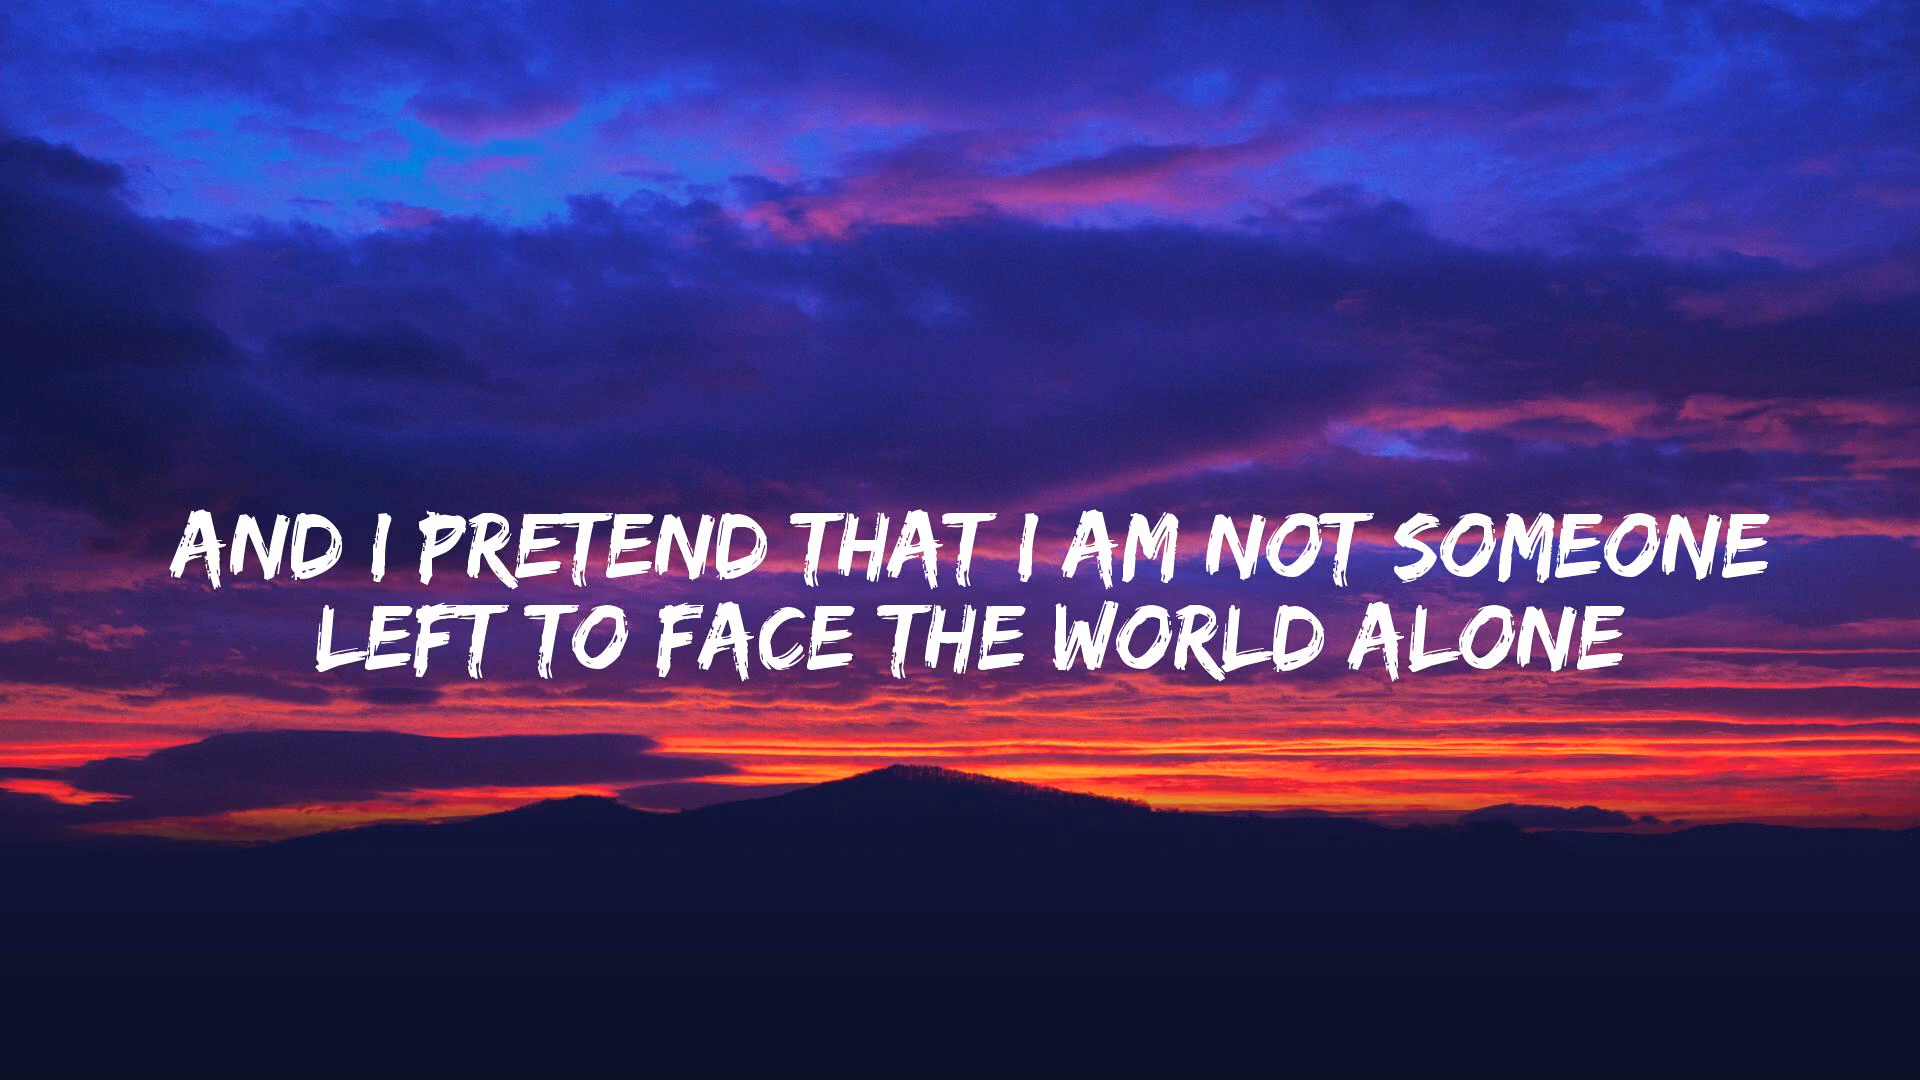 AND I PRETEND THAT I AM NOT SOMEONE
LEFT TO FACE THE WORLD ALONE